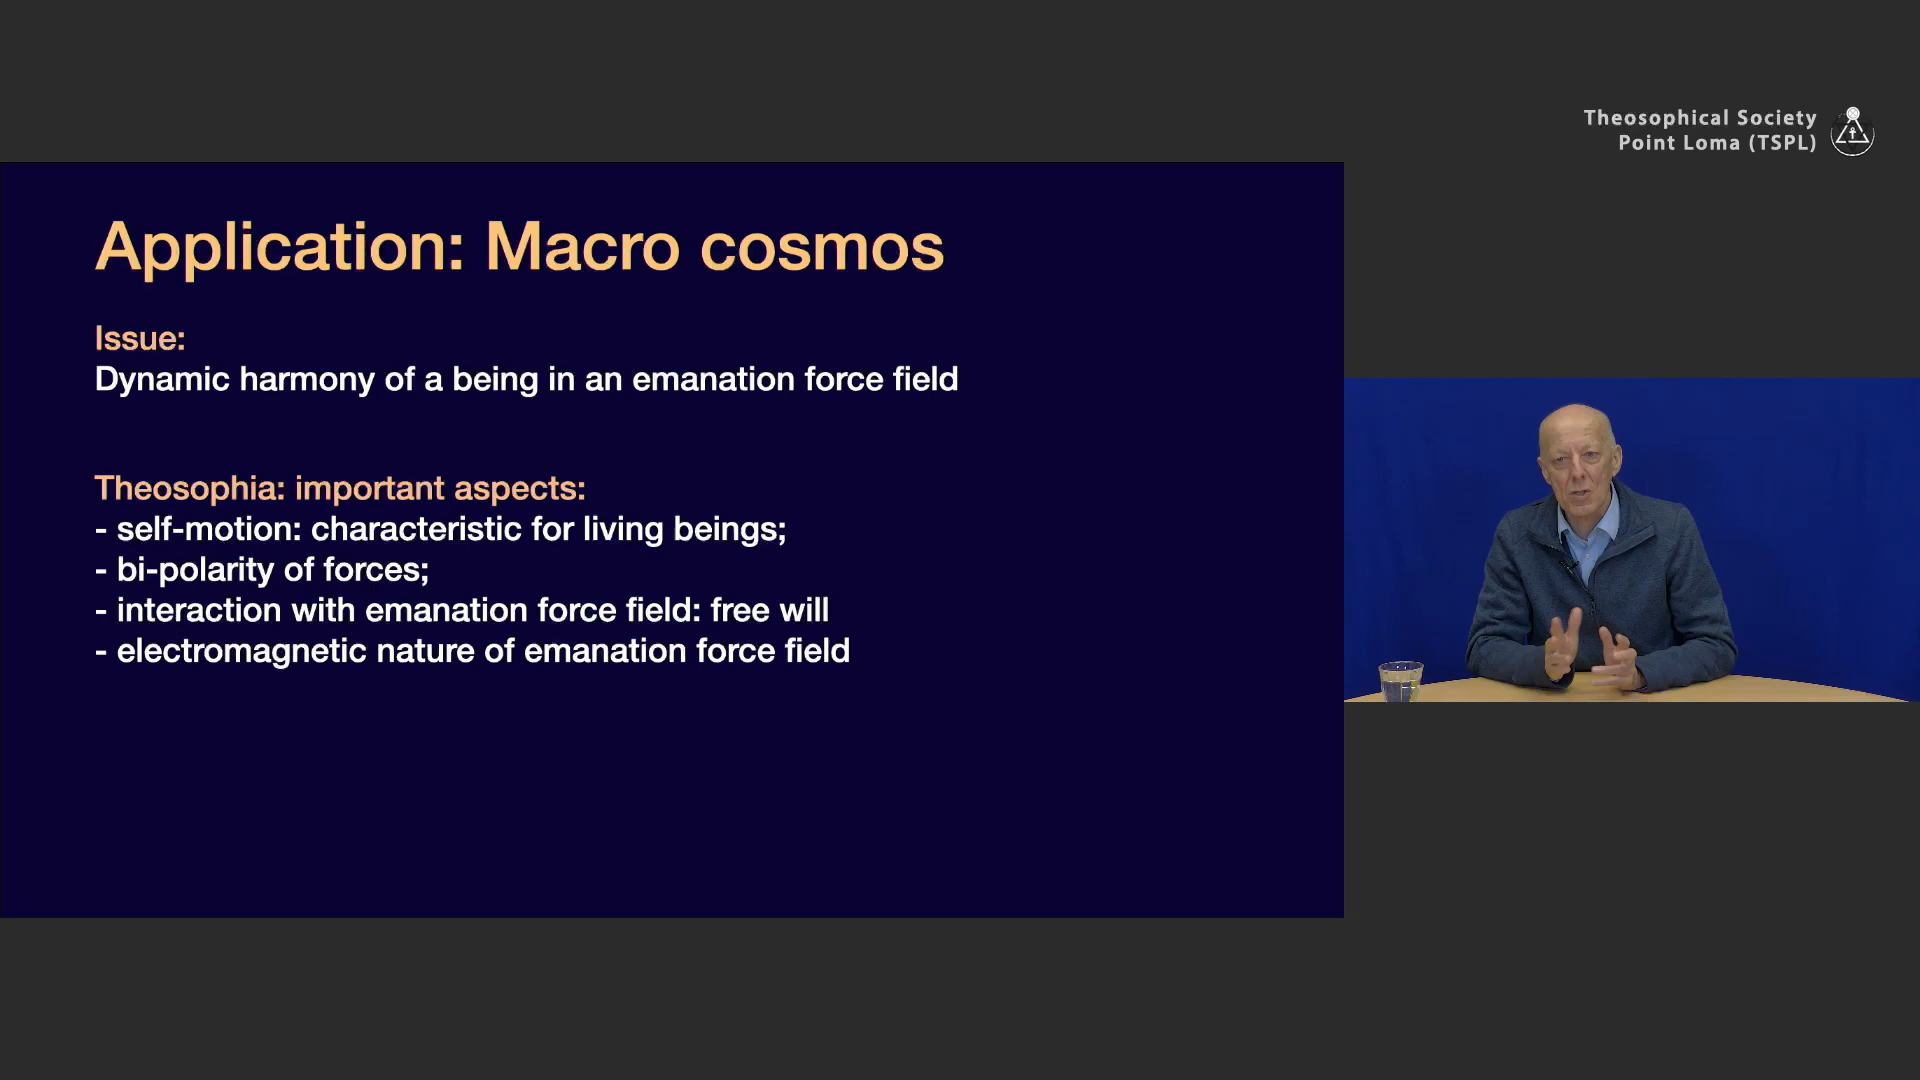 Theosophical Society
Point Loma (TSPL)
Application: Macro cosmos
Issue:
Dynamic harmony of a being in an emanation force field
Theosophia: important aspects:
- self-motion: characteristic for living beings;
- bi-polarity of forces;
- interaction with emanation force field: free will
- electromagnetic nature of emanation force field